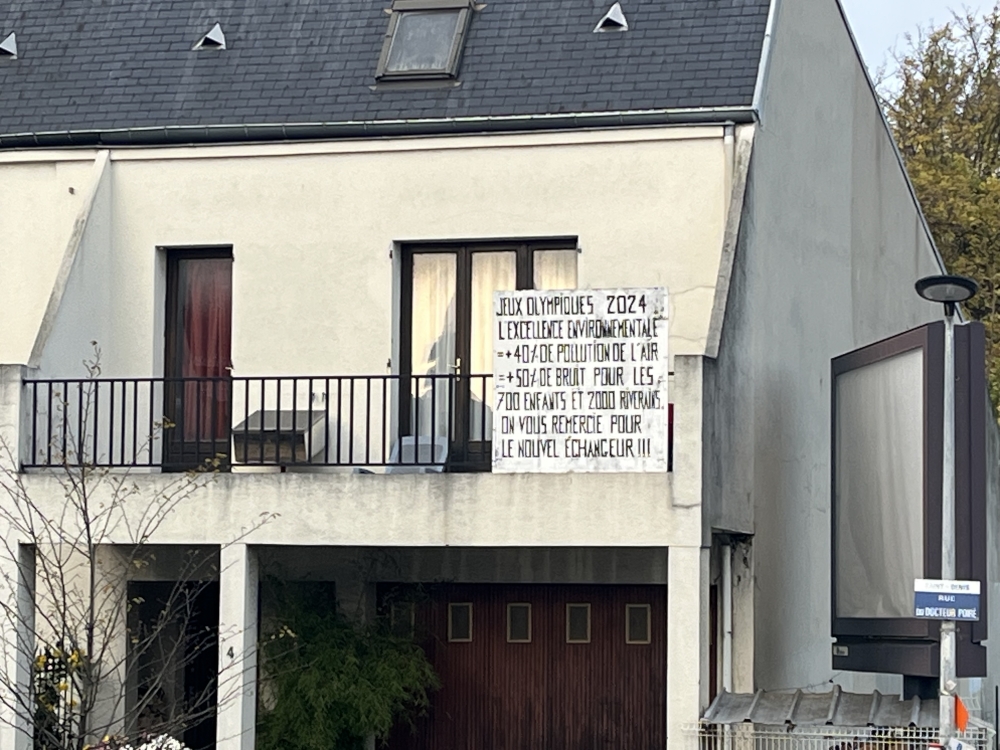 JEUX OLYMPIQUES 2024
L'EXCELLENCE ENVIRONNEMENTALE
=+40% DE POLLUTION DE L'AIR
=+50% DE BRUIT POUR LES
700 ENFANTS ET 2000 RIVERAINS.
ON VOUS REMERCIE POUR
LE NOUVEL ÉCHANGEUR !!!
4
SAINT-DENIS
RUE
DU DOCTEUR POIRÉ